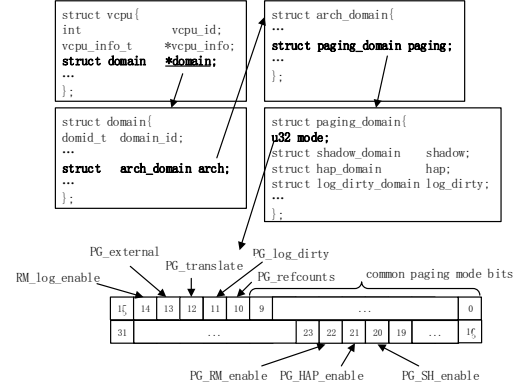 struct vcpu{
int vcpu_id;
vcpu_info_t *vcpu_info;
struct domain *domain;
…
};
struct arch_domain{
…
struct paging_domain paging;
…
};
struct domain{
domid_t domain_id;
…
struct arch_domain arch;
…
};
struct paging_domain{
u32 mode;
struct shadow_domain shadow;
struct hap_domain hap;
struct log_dirty_domain log_dirty;
…
};
PG_external
PG_log_dirty
RM_log_enable
PG_translate
PG_refcounts
common paging mode bits
15 14 13 12 11 10 9 ... 0
31 ... 23 22 21 20 19 ... 16
PG_RM_enable PG_HAP_enable PG_SH_enable